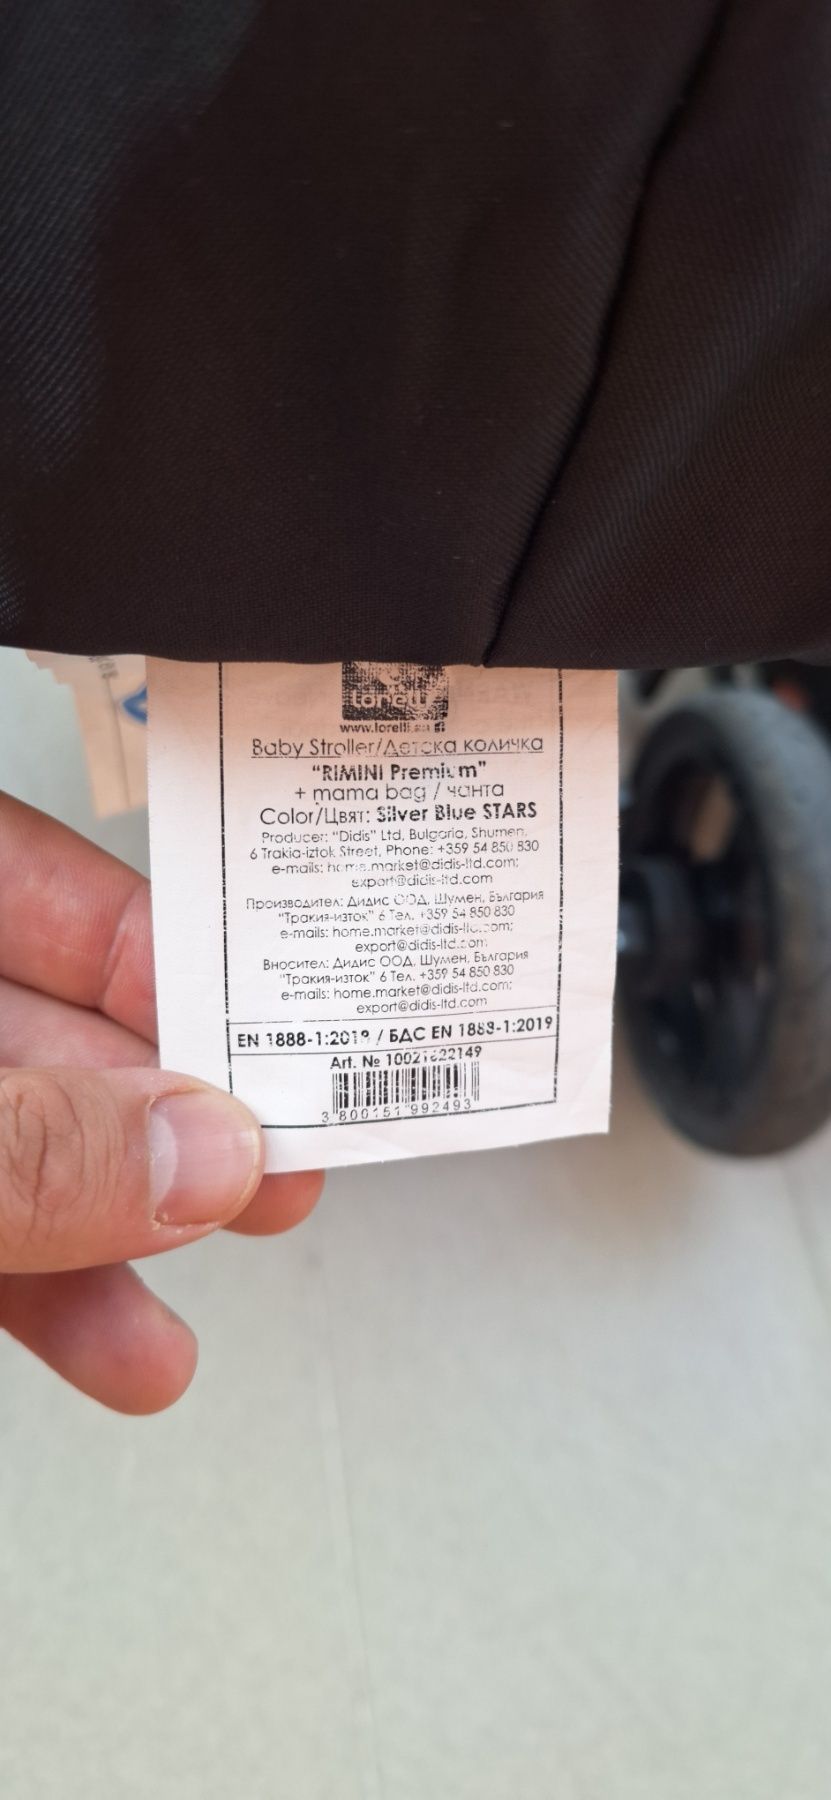 lorelli
Baby Stroller/Детска количка
"RIMINI Premium"
+ mama bag / чанта
Color/Цвят: Silver Blue STARS
Producer: "Didis" Ltd, Bulgaria, Shumen,
6 Trakia-iztok Street, Phone: +359 54 850 830
e-mails: home.market@didis-ltd.com;
export@didis-ltd.com
Производител: Дидис ООД, Шумен, България
"Тракия-изток" 6 Тел. +359 54 850 830
e-mails: home.market@didis-ltd.com;
export@didis-ltd.com
Вносител: Дидис ООД, Шумен, България
"Тракия-изток" 6 Тел. +359 54 850 830
e-mails: home.market@didis-ltd.com;
export@didis-ltd.com
EN 1888-1:2019 / БДС EN 1888-1:2019
Art. №
3 800151 992493